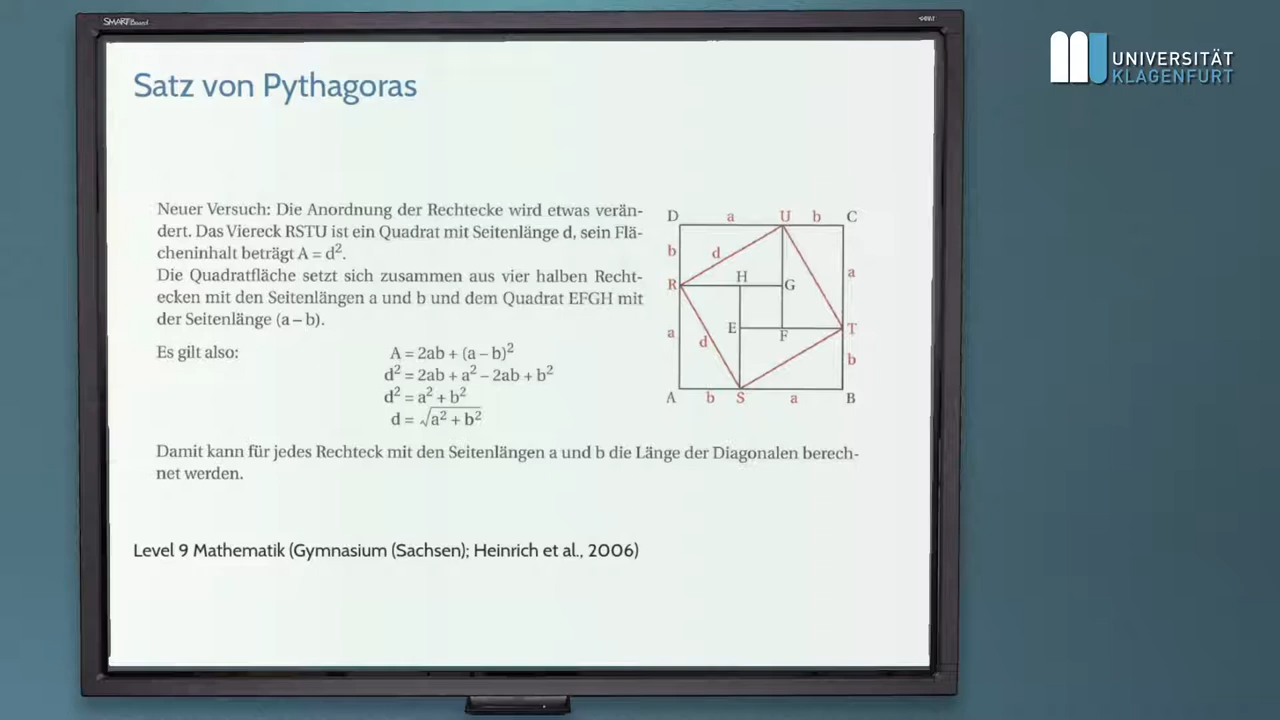 SMART Board
UNIVERSITÄT
KLAGENFURT
Satz von Pythagoras
Neuer Versuch: Die Anordnung der Rechtecke wird etwas verän-
dert. Das Viereck RSTU ist ein Quadrat mit Seitenlänge d, sein Flä-
cheninhalt beträgt A = d².
Die Quadratfläche setzt sich zusammen aus vier halben Recht-
ecken mit den Seitenlängen a und b und dem Quadrat EFGH mit
der Seitenlänge (a – b).
Es gilt also: A = 2ab + (a – b)²
d² = 2ab + a² – 2ab + b²
d² = a² + b²
d = √a² + b²
D a U b C
b d
H a
R G
E F T
a d b
A b S a B
Damit kann für jedes Rechteck mit den Seitenlängen a und b die Länge der Diagonalen berech-
net werden.
Level 9 Mathematik (Gymnasium (Sachsen); Heinrich et al., 2006)